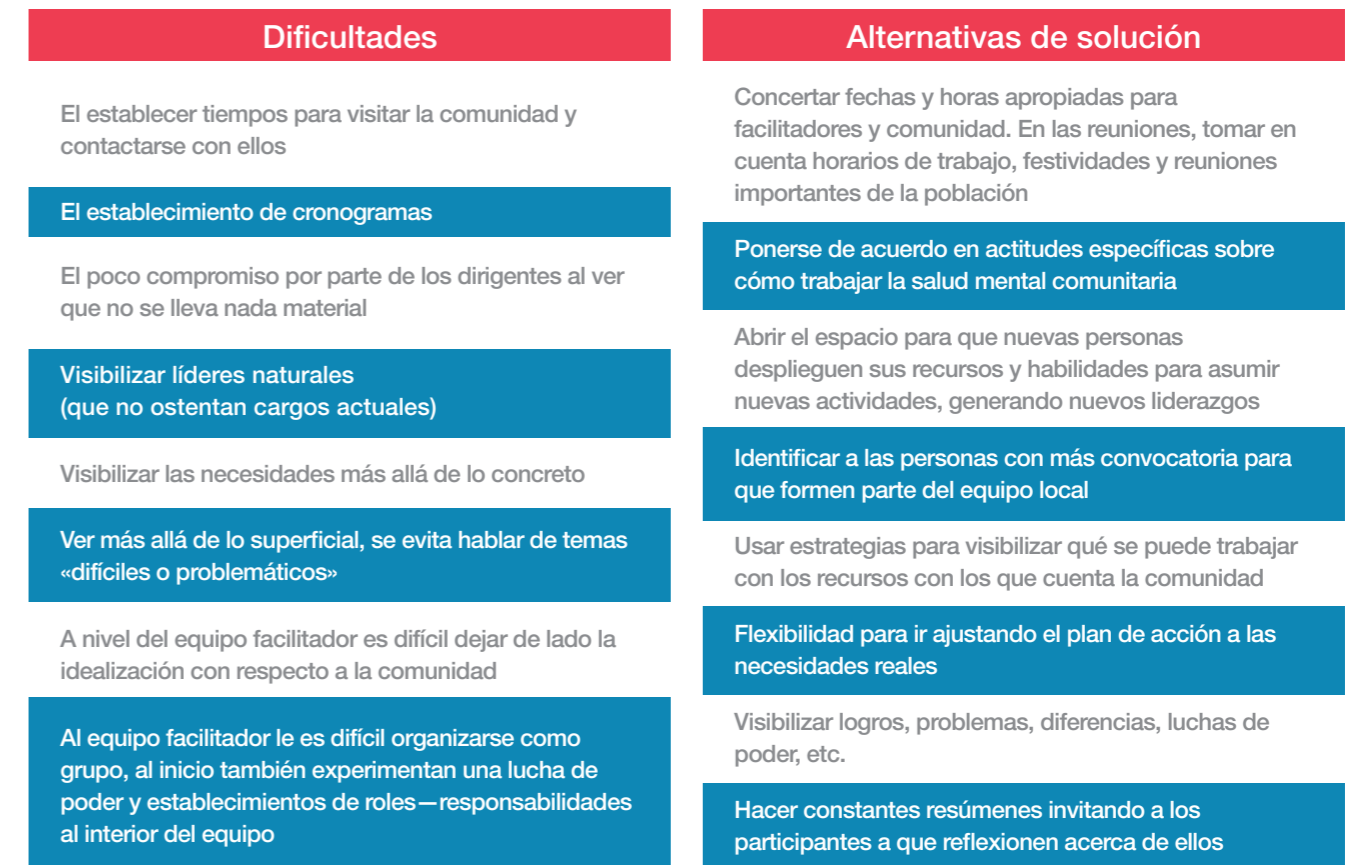 Dificultades
El establecer tiempos para visitar la comunidad y
contactarse con ellos
El establecimiento de cronogramas
El poco compromiso por parte de los dirigentes al ver
que no se lleva nada material
Visibilizar líderes naturales
(que no ostentan cargos actuales)
Visibilizar las necesidades más allá de lo concreto
Ver más allá de lo superficial, se evita hablar de temas
«difíciles o problemáticos»
A nivel del equipo facilitador es difícil dejar de lado la
idealización con respecto a la comunidad
Al equipo facilitador le es difícil organizarse como
grupo, al inicio también experimentan una lucha de
poder y establecimientos de roles—responsabilidades
al interior del equipo
Alternativas de solución
Concertar fechas y horas apropiadas para
facilitadores y comunidad. En las reuniones, tomar en
cuenta horarios de trabajo, festividades y reuniones
importantes de la población
Ponerse de acuerdo en actitudes específicas sobre
cómo trabajar la salud mental comunitaria
Abrir el espacio para que nuevas personas
desplieguen sus recursos y habilidades para asumir
nuevas actividades, generando nuevos liderazgos
Identificar a las personas con más convocatoria para
que formen parte del equipo local
Usar estrategias para visibilizar qué se puede trabajar
con los recursos con los que cuenta la comunidad
Flexibilidad para ir ajustando el plan de acción a las
necesidades reales
Visibilizar logros, problemas, diferencias, luchas de
poder, etc.
Hacer constantes resúmenes invitando a los
participantes a que reflexionen acerca de ellos